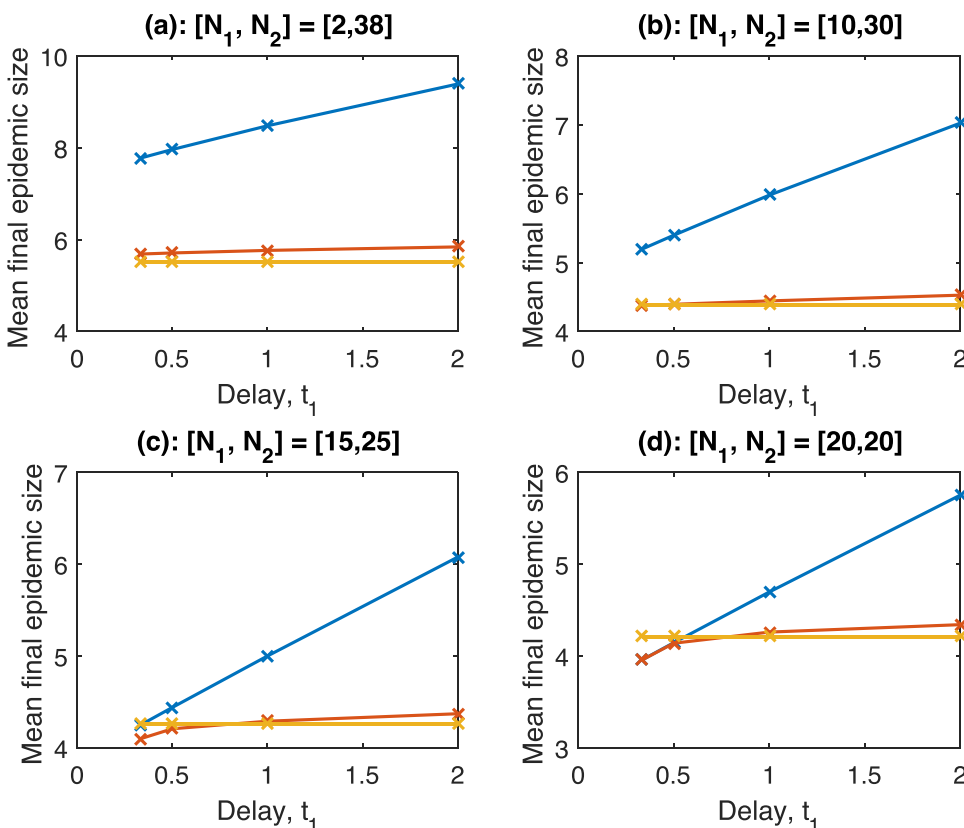 (a): [N1, N2] = [2,38]
Mean final epidemic size
10
8
6
4
0 0.5 1 1.5 2
Delay, t1
(b): [N1, N2] = [10,30]
Mean final epidemic size
8
7
6
5
4
0 0.5 1 1.5 2
Delay, t1
(c): [N1, N2] = [15,25]
Mean final epidemic size
7
6
5
4
0 0.5 1 1.5 2
Delay, t1
(d): [N1, N2] = [20,20]
Mean final epidemic size
6
5
4
3
0 0.5 1 1.5 2
Delay, t1